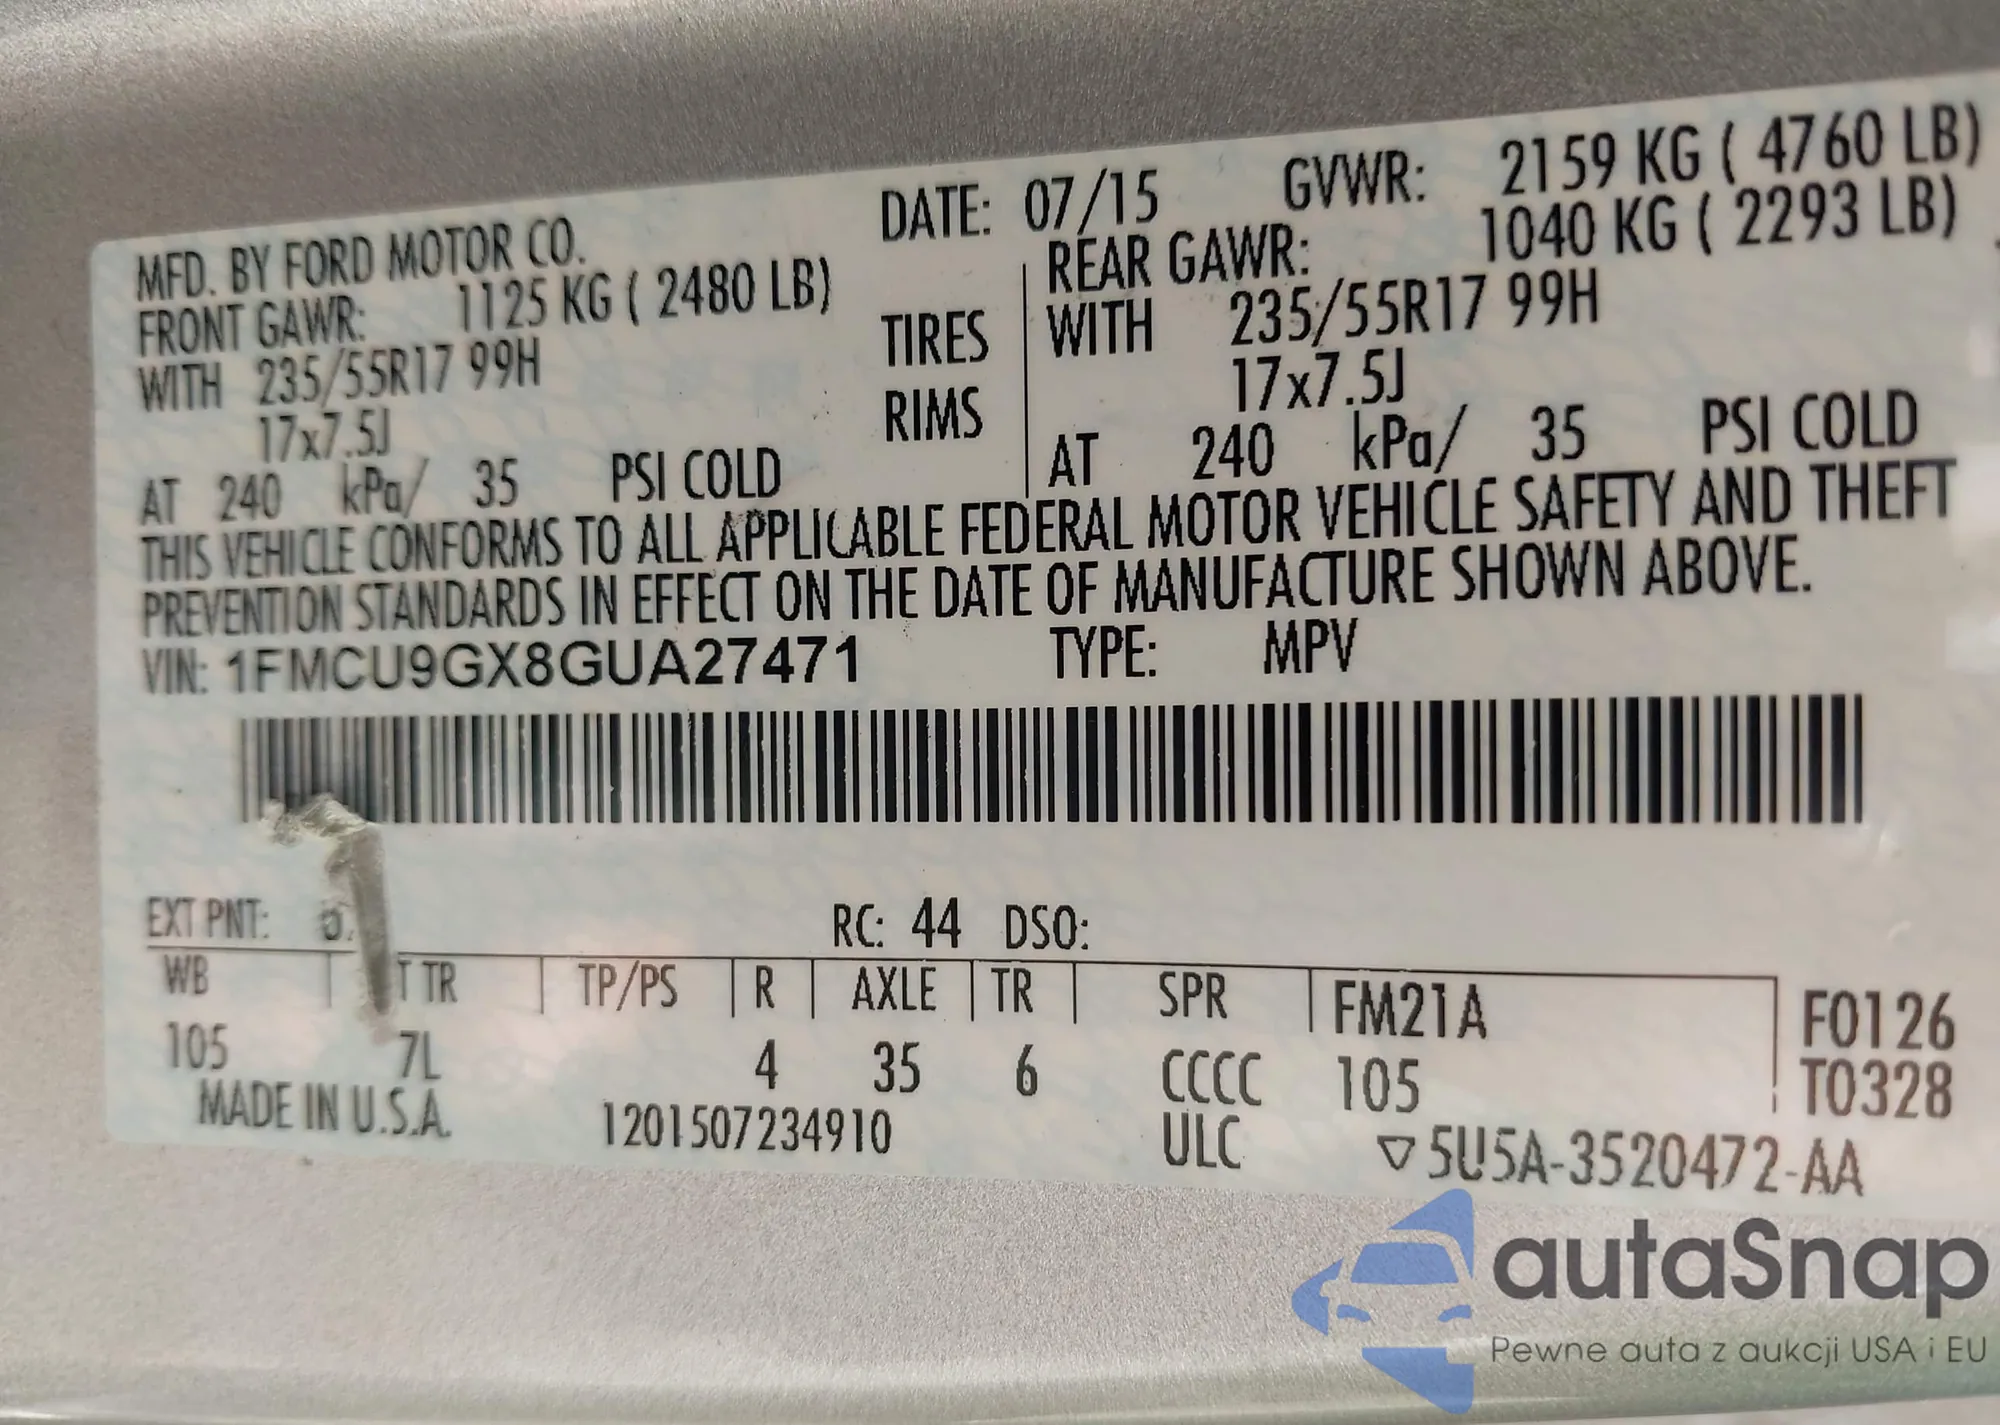 DATE: 07/15 GVWR: 2159 KG ( 4760 LB)
MFD. BY FORD MOTOR CO. REAR GAWR: 1040 KG ( 2293 LB)
FRONT GAWR: 1125 KG ( 2480 LB) TIRES WITH 235/55R17 99H
WITH 235/55R17 99H RIMS 17x7.5J
17x7.5J AT 240 kPa/ 35 PSI COLD
AT 240 kPa/ 35 PSI COLD
THIS VEHICLE CONFORMS TO ALL APPLICABLE FEDERAL MOTOR VEHICLE SAFETY AND THEFT
PREVENTION STANDARDS IN EFFECT ON THE DATE OF MANUFACTURE SHOWN ABOVE.
VIN: 1FMCU9GX8GUA27471 TYPE: MPV
EXT PNT: RC: 44 DSO:
WB T TR TP/PS R AXLE TR SPR FM21A F0126
105 7L 4 35 6 CCCC 105 T0328
MADE IN U.S.A. 1201507234910 ULC ▽5U5A-3520472-AA
autaSnap
Pewne auta z aukcji USA i EU